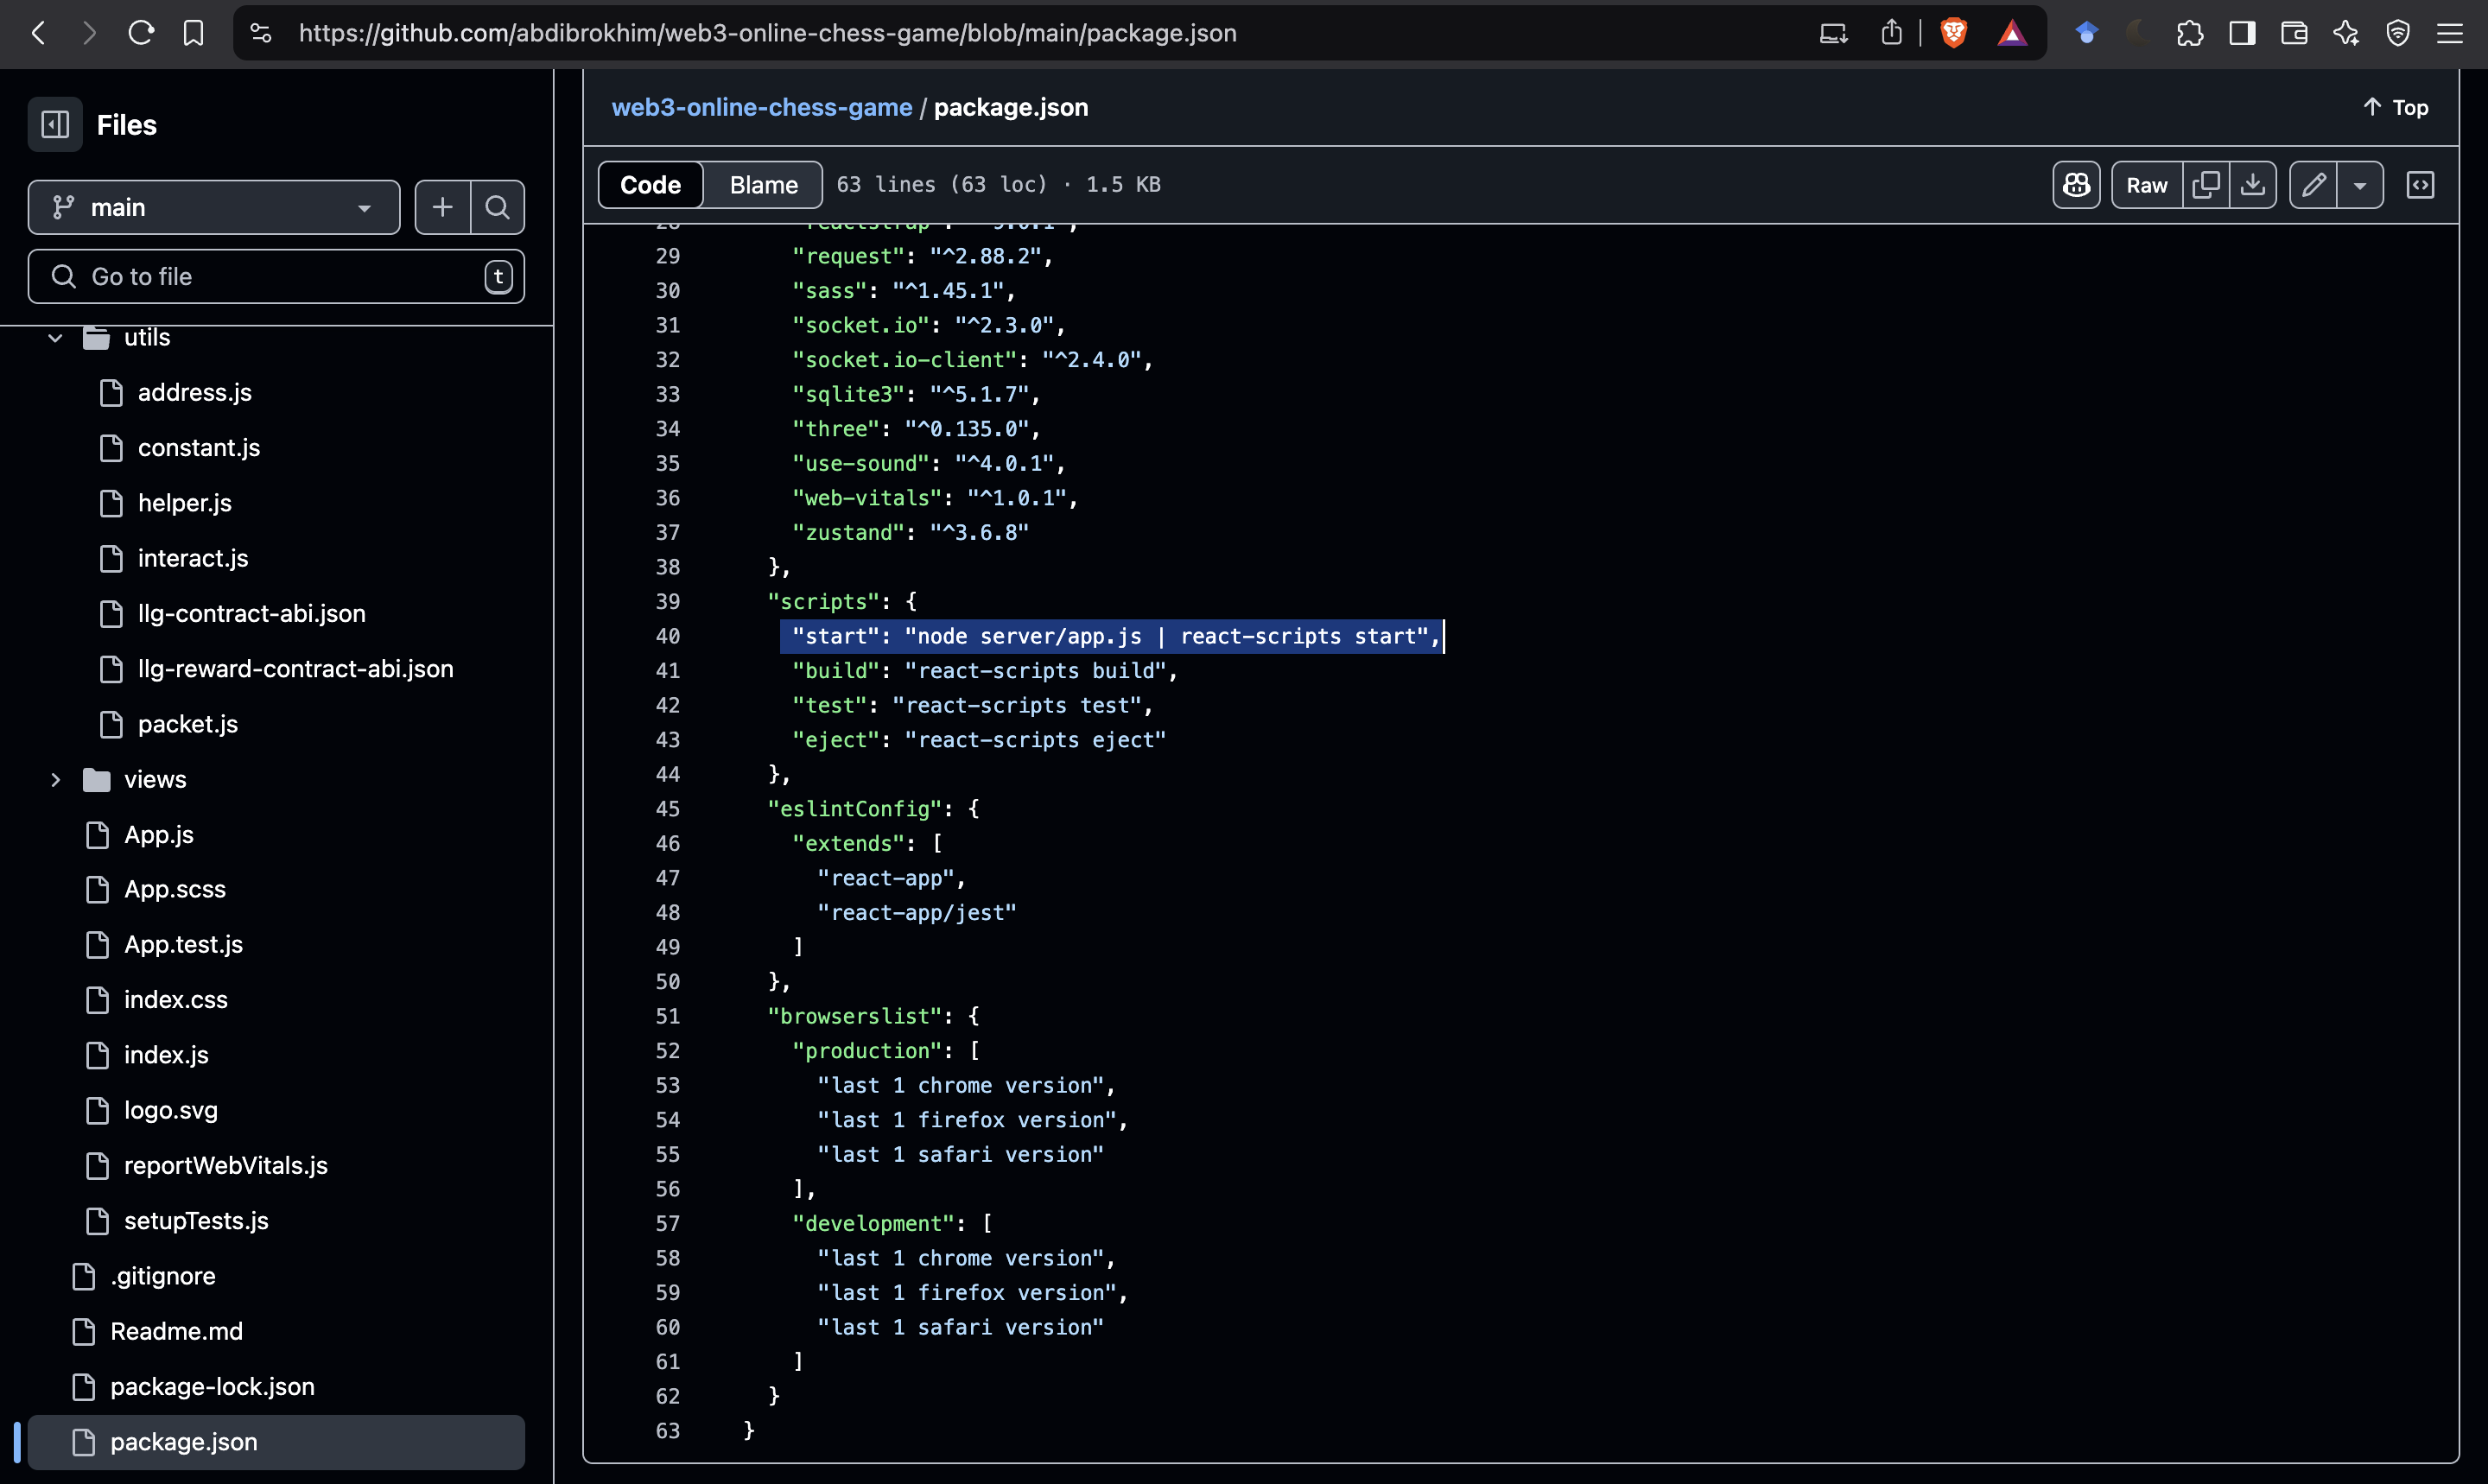 https://github.com/abdibrokhim/web3-online-chess-game/blob/main/package.json
Files
main
Go to file
t
utils
address.js
constant.js
helper.js
interact.js
llg-contract-abi.json
llg-reward-contract-abi.json
packet.js
views
App.js
App.scss
App.test.js
index.css
index.js
logo.svg
reportWebVitals.js
setupTests.js
.gitignore
Readme.md
package-lock.json
package.json
web3-online-chess-game / package.json
Top
Code
Blame
63 lines (63 loc) · 1.5 KB
Raw
29 "request": "^2.88.2",
30 "sass": "^1.45.1",
31 "socket.io": "^2.3.0",
32 "socket.io-client": "^2.4.0",
33 "sqlite3": "^5.1.7",
34 "three": "^0.135.0",
35 "use-sound": "^4.0.1",
36 "web-vitals": "^1.0.1",
37 "zustand": "^3.6.8"
38 },
39 "scripts": {
40 "start": "node server/app.js | react-scripts start",
41 "build": "react-scripts build",
42 "test": "react-scripts test",
43 "eject": "react-scripts eject"
44 },
45 "eslintConfig": {
46 "extends": [
47 "react-app",
48 "react-app/jest"
49 ]
50 },
51 "browserslist": {
52 "production": [
53 "last 1 chrome version",
54 "last 1 firefox version",
55 "last 1 safari version"
56 ],
57 "development": [
58 "last 1 chrome version",
59 "last 1 firefox version",
60 "last 1 safari version"
61 ]
62 }
63 }